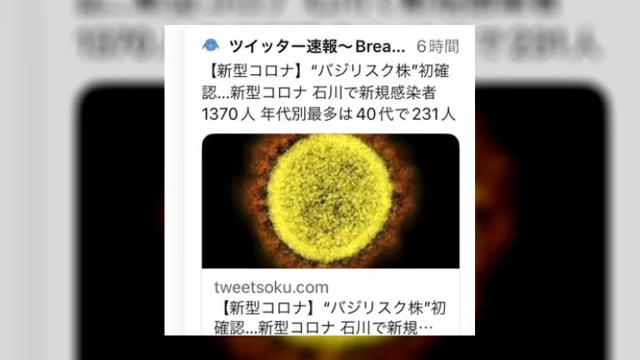 ツイッター速報〜Brea... 6時間
【新型コロナ】“バジリスク株”初確
認...新型コロナ 石川で新規感染者
1370人 年代別最多は40代で231人
tweetsoku.com
【新型コロナ】“バジリスク株”初
確認...新型コロナ 石川で新規…